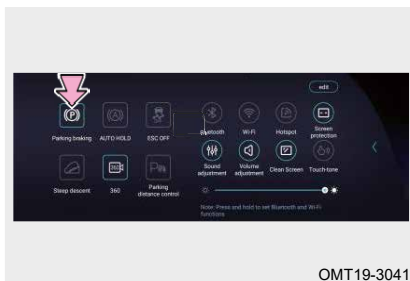 edit
Parking braking
AUTO HOLD
ESC OFF
Bluetooth
Wi-Fi
Hotspot
Screen
protection
Steep descent
360
Parking
distance control
Sound
adjustment
Volume
adjustment
Clean Screen
Touch-tone
Note: Press and hold to set Bluetooth and Wi-Fi
functions
OMT19-3041